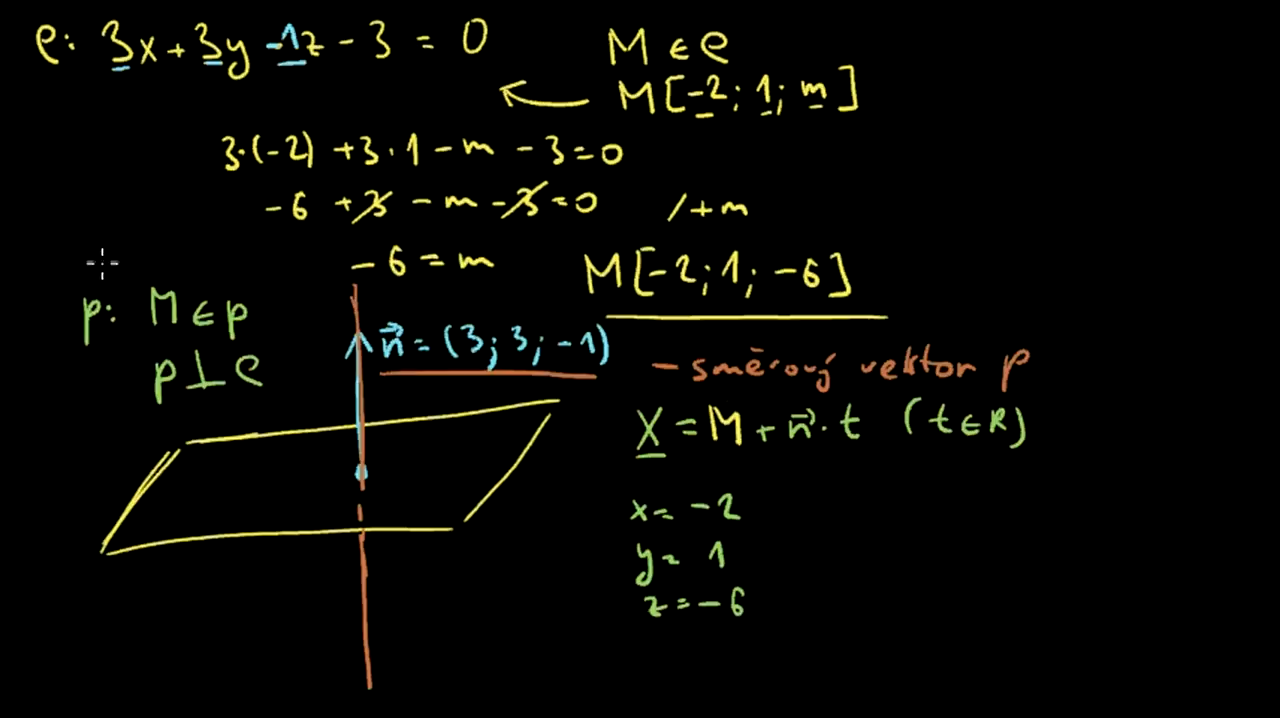 ρ: 3x + 3y -1z - 3 = 0
M ∈ ρ
M[-2; 1; m]
3·(-2) + 3·1 - m - 3 = 0
-6 + 3 - m - 3 = 0 /+m
-6 = m
M[-2; 1; -6]
p: M ∈ p
p ⊥ ρ
n⃗ = (3; 3; -1)
- směrový vektor p
X = M + n⃗·t (t ∈ R)
x = -2
y = 1
z = -6